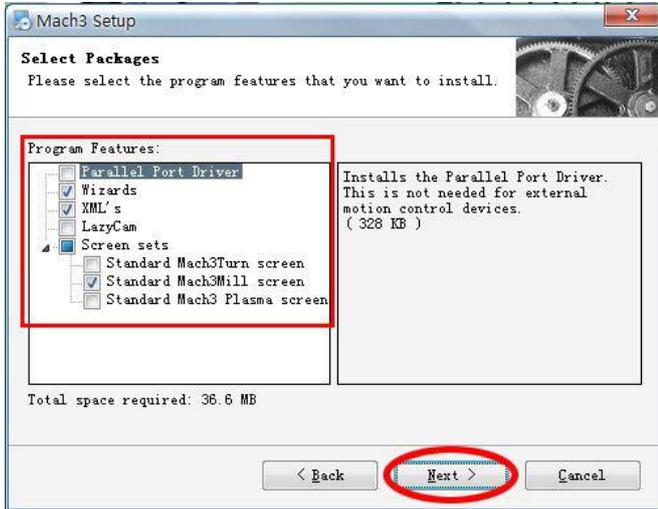 Mach3 Setup
Select Packages
Please select the program features that you want to install.
Program Features:
Parallel Port Driver
Wizards
XML's
LazyCam
Screen sets
Standard Mach3Turn screen
Standard Mach3Mill screen
Standard Mach3 Plasma screen
Installs the Parallel Port Driver.
This is not needed for external
motion control devices.
( 328 KB )
Total space required: 36.6 MB
< Back
Next >
Cancel